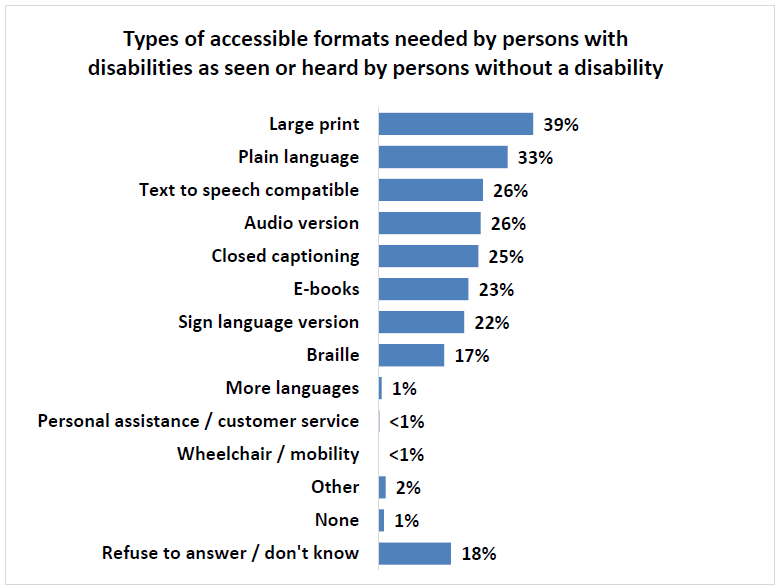 Types of accessible formats needed by persons with
disabilities as seen or heard by persons without a disability
Large print 39%
Plain language 33%
Text to speech compatible 26%
Audio version 26%
Closed captioning 25%
E-books 23%
Sign language version 22%
Braille 17%
More languages 1%
Personal assistance / customer service <1%
Wheelchair / mobility <1%
Other 2%
None 1%
Refuse to answer / don't know 18%